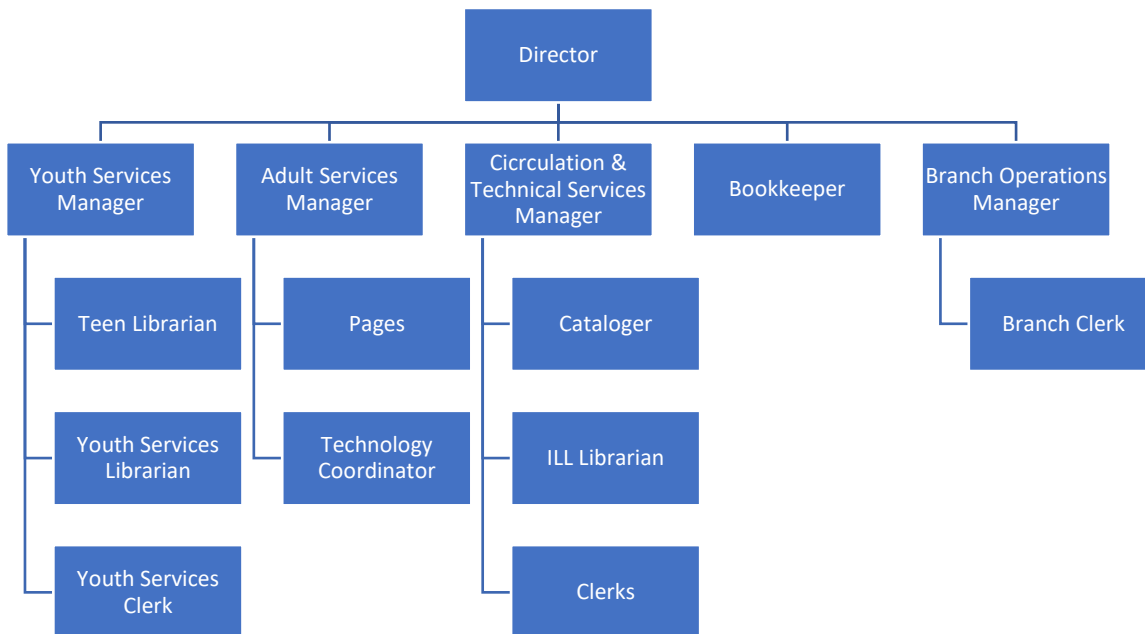 Director
Youth Services
Manager
Adult Services
Manager
Cicrculation &
Technical Services
Manager
Bookkeeper
Branch Operations
Manager
Teen Librarian
Pages
Cataloger
Branch Clerk
Youth Services
Librarian
Technology
Coordinator
ILL Librarian
Youth Services
Clerk
Clerks